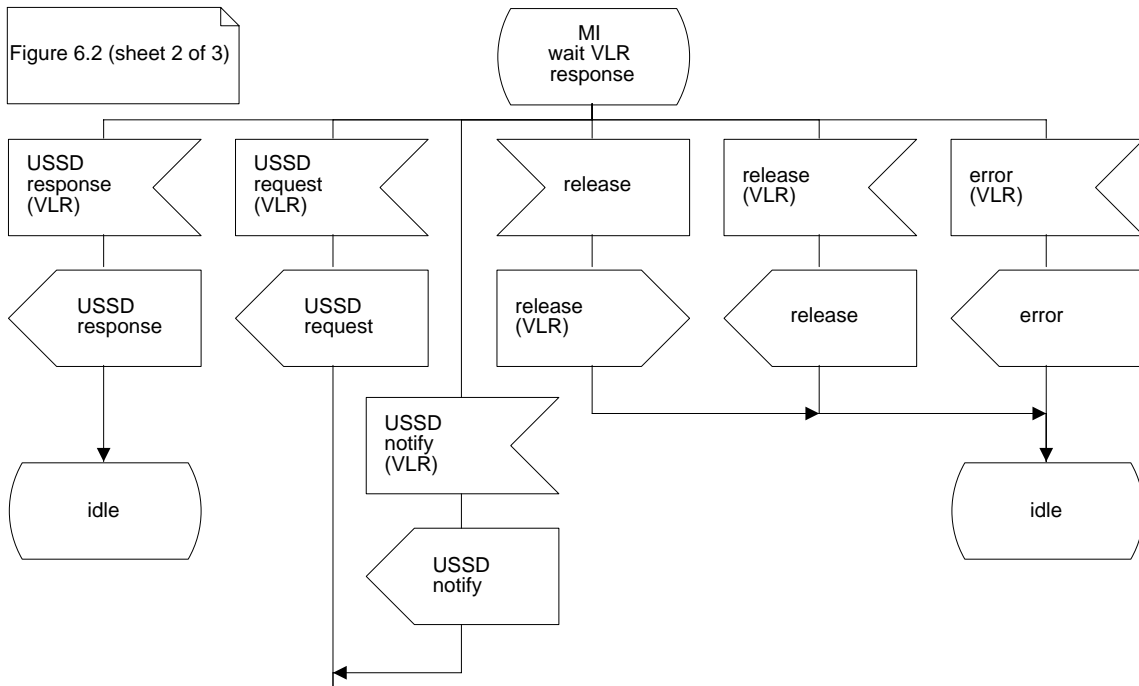 Figure 6.2 (sheet 2 of 3)
MI
wait VLR
response
USSD
response
(VLR)
USSD
request
(VLR)
release
release
(VLR)
error
(VLR)
USSD
response
USSD
request
release
(VLR)
release
error
USSD
notify
(VLR)
idle
idle
USSD
notify